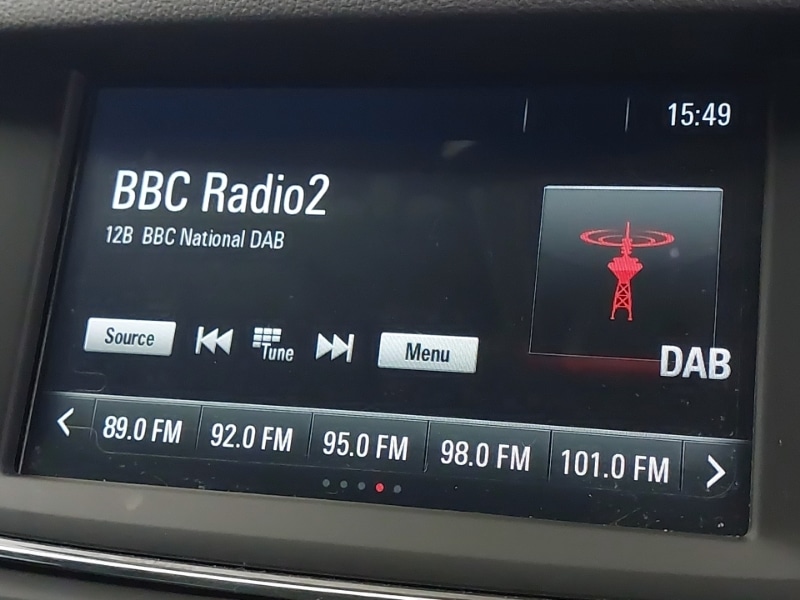 15:49
BBC Radio2
12B BBC National DAB
DAB
Source Tune Menu
89.0 FM 92.0 FM 95.0 FM 98.0 FM 101.0 FM